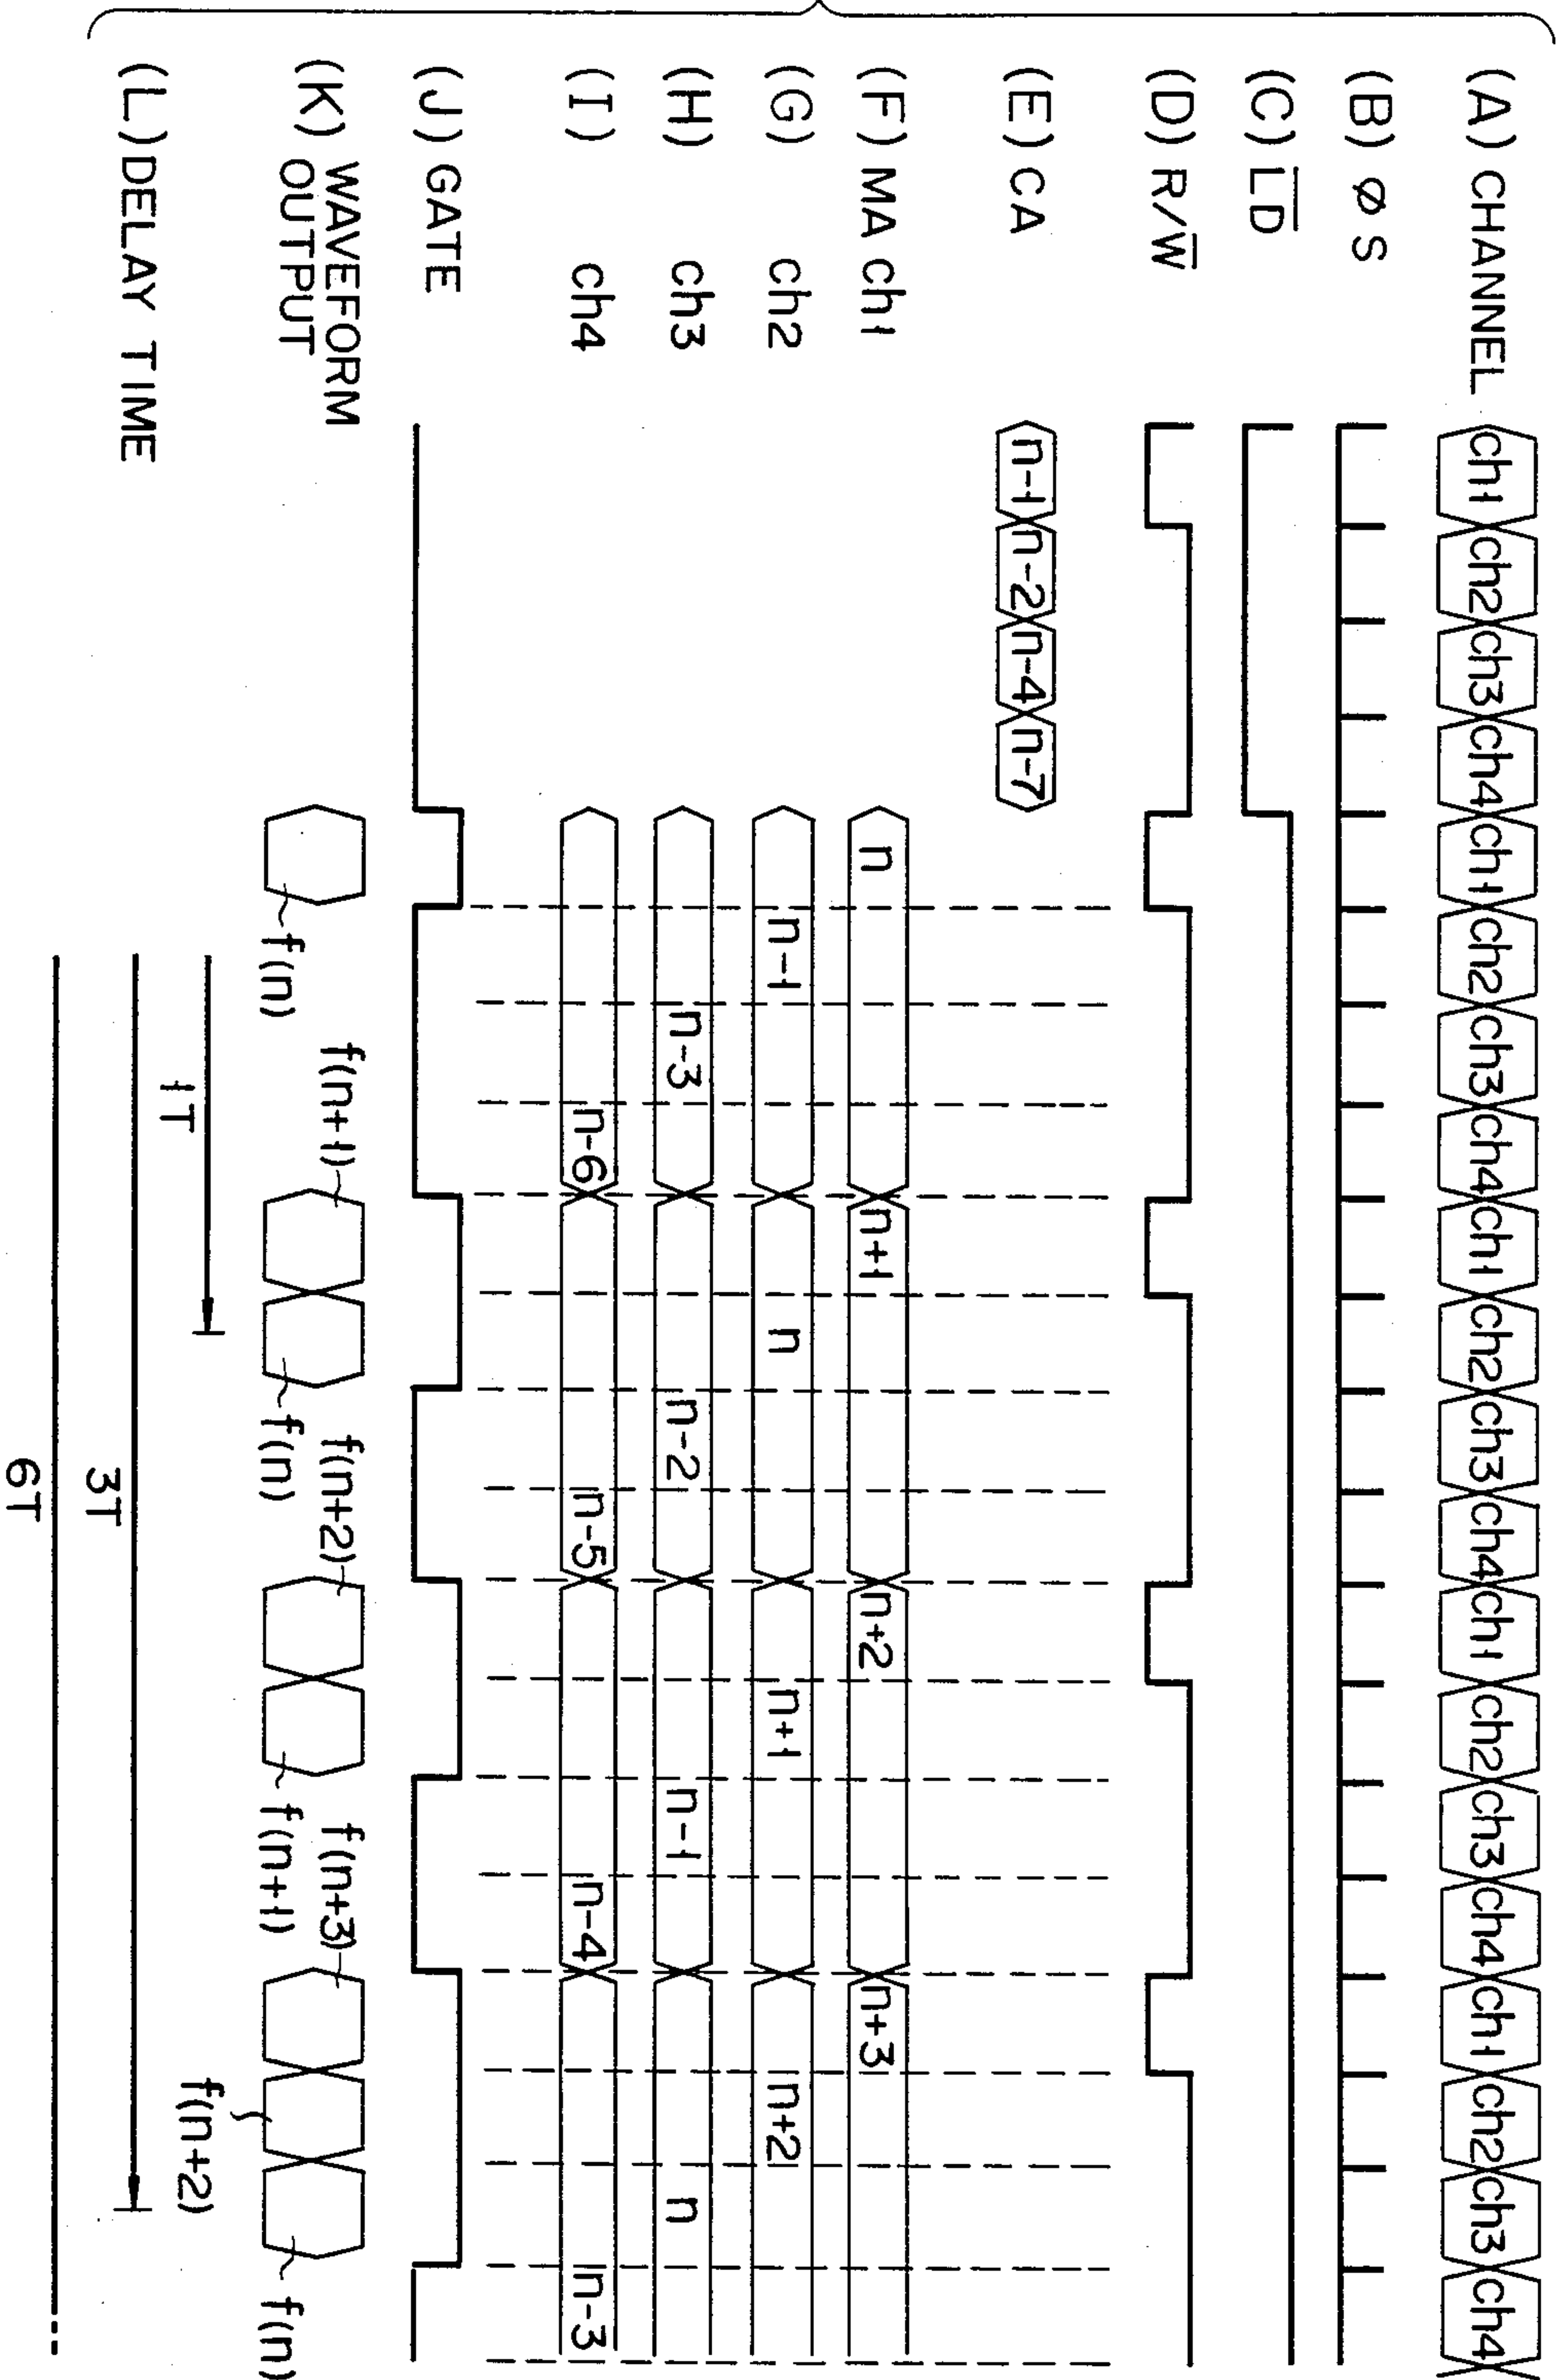 (A) CHANNEL ch1 ch2 ch3 ch4 ch1 ch2 ch3 ch4 ch1 ch2 ch3 ch4 ch1 ch2 ch3 ch4 ch1 ch2 ch3 ch4
(B) ø S
(C) L̅D̅
(D) R/W̅
(E) CA n-1 n-2 n-4 n-7
(F) MA ch1 n n+1 n+2 n+3
(G) ch2 n-1 n n+1 n+2
(H) ch3 n-3 n-2 n-1 n
(I) ch4 n-6 n-5 n-4 n-3
(J) GATE
(K) WAVEFORM
OUTPUT
f(n+1) f(n+2) f(n+3)
f(n) f(n) f(n+1) f(n)
f(n+2)
(L) DELAY TIME
1T
3T
6T